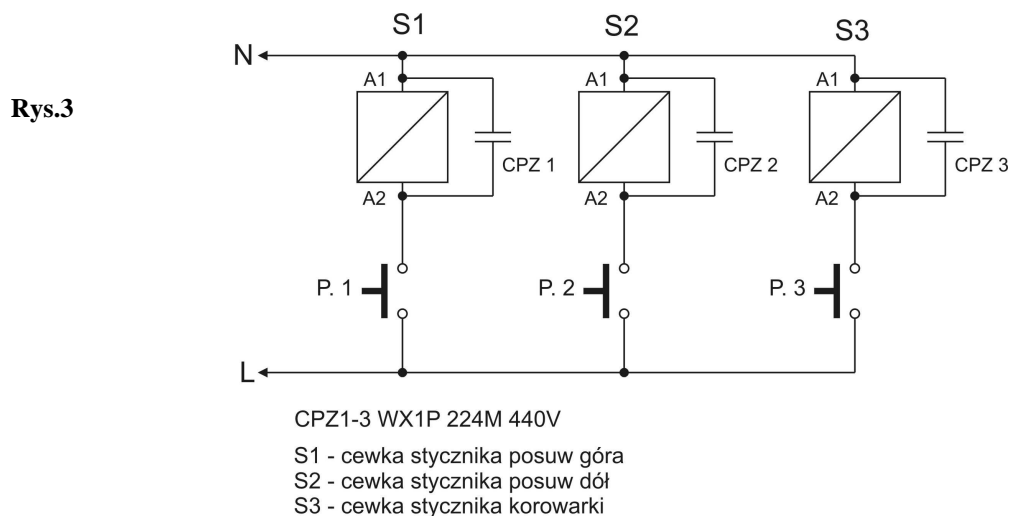 S1 S2 S3
N
Rys.3
A1 A1 A1
CPZ 1 CPZ 2 CPZ 3
A2 A2 A2
P. 1 P. 2 P. 3
L
CPZ1-3 WX1P 224M 440V
S1 - cewka stycznika posuw góra
S2 - cewka stycznika posuw dół
S3 - cewka stycznika korowarki